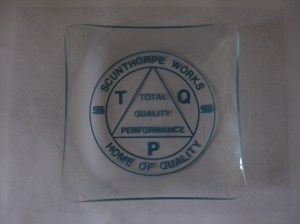 SCUNTHORPE WORKS
T Q
TOTAL
QUALITY
PERFORMANCE
P
HOME OF QUALITY